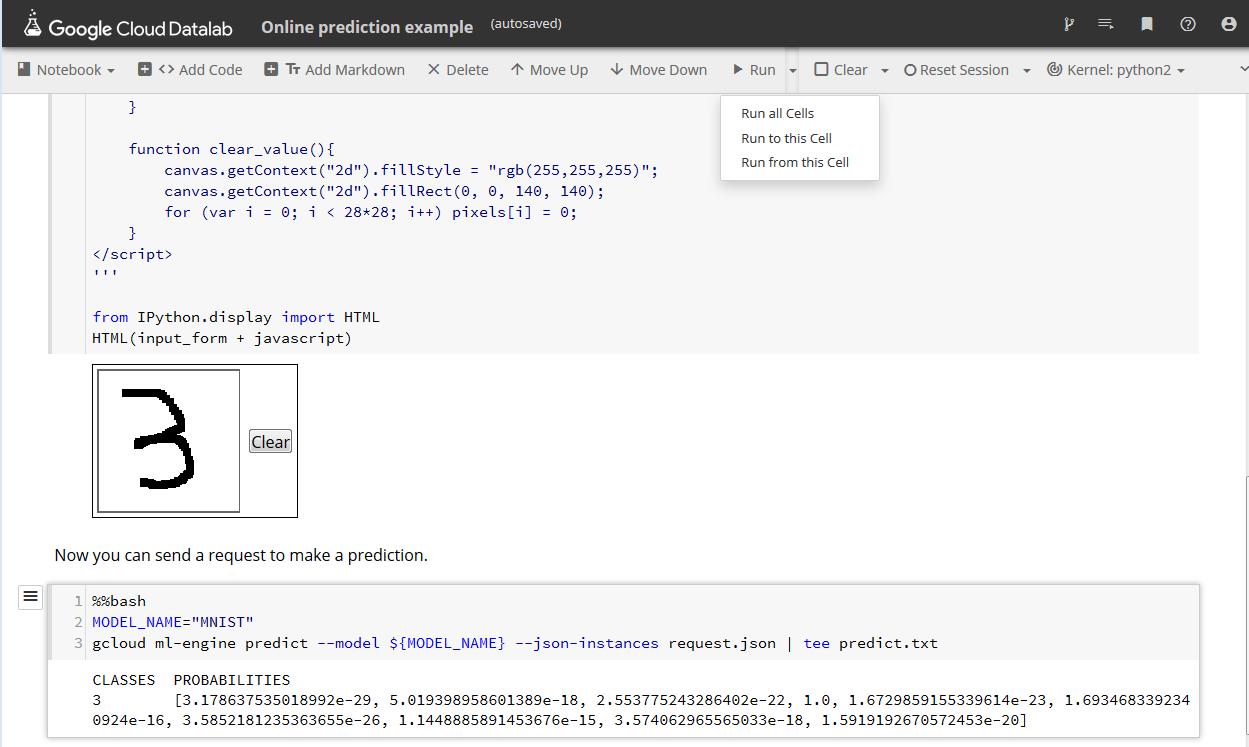 Google Cloud Datalab Online prediction example (autosaved)
Notebook <> Add Code Tт Add Markdown Delete Move Up Move Down Run Clear Reset Session Kernel: python2
Run all Cells
Run to this Cell
Run from this Cell
}
function clear_value(){
canvas.getContext("2d").fillStyle = "rgb(255,255,255)";
canvas.getContext("2d").fillRect(0, 0, 140, 140);
for (var i = 0; i < 28*28; i++) pixels[i] = 0;
}
</script>
'''
from IPython.display import HTML
HTML(input_form + javascript)
3
Clear
Now you can send a request to make a prediction.
1 %%bash
2 MODEL_NAME="MNIST"
3 gcloud ml-engine predict --model ${MODEL_NAME} --json-instances request.json | tee predict.txt
CLASSES PROBABILITIES
3 [3.178637535018992e-29, 5.019398958601389e-18, 2.553775243286402e-22, 1.0, 1.6729859155339614e-23, 1.693468339234
0924e-16, 3.5852181235363655e-26, 1.1448885891453676e-15, 3.574062965565033e-18, 1.5919192670572453e-20]